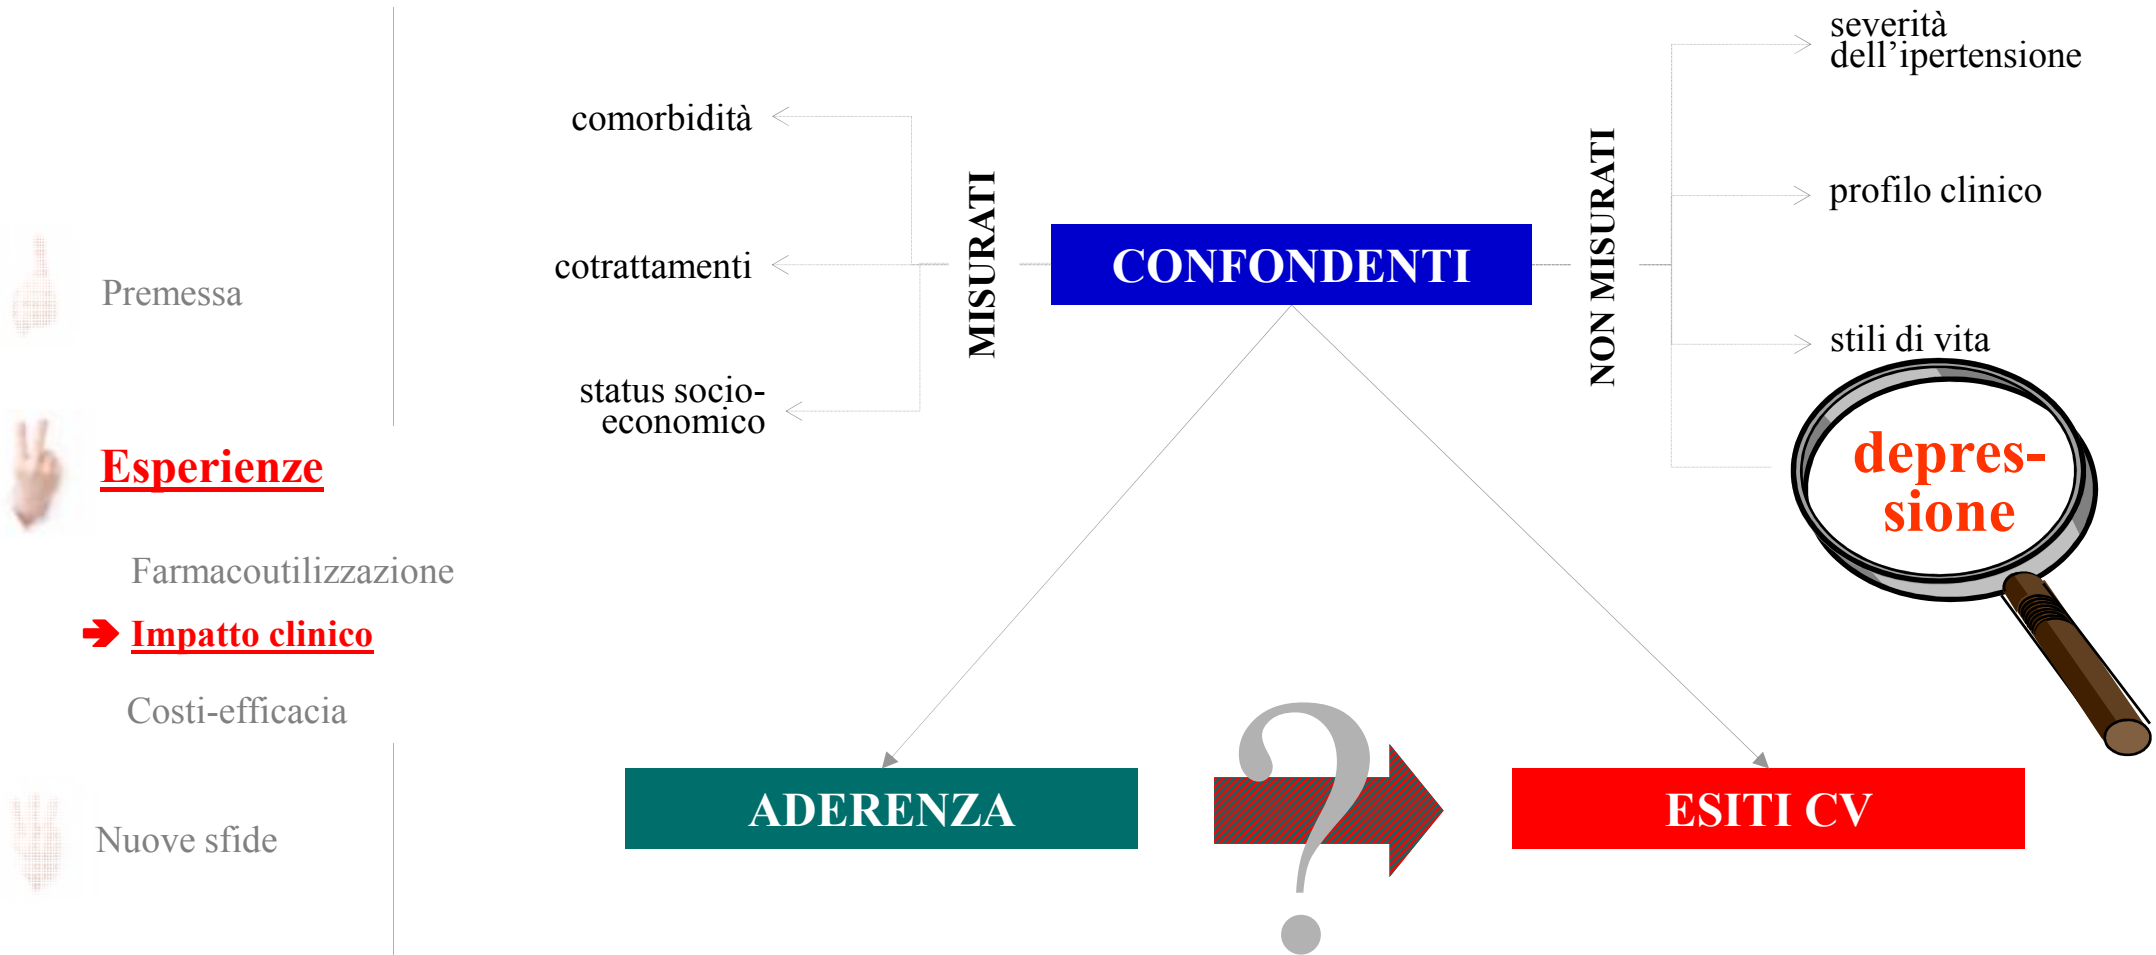 Premessa
Esperienze
Farmacoutilizzazione
Impatto clinico
Costi-efficacia
Nuove sfide
comorbidità
cotrattamenti
status socio-
economico
MISURATI
CONFONDENTI
NON MISURATI
severità
dell’ipertensione
profilo clinico
stili di vita
depres-
sione
ADERENZA
?
ESITI CV